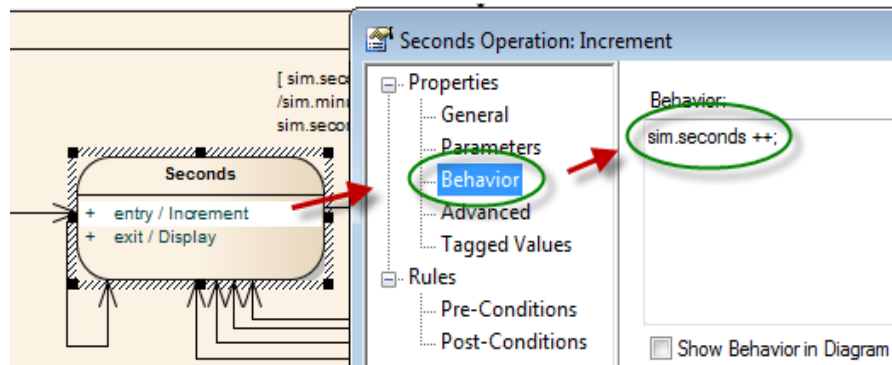 [ sim.seco
/sim.minu
sim.secon
Seconds
+ entry / Increment
+ exit / Display
Seconds Operation: Increment
Properties
General
Parameters
Behavior
Advanced
Tagged Values
Rules
Pre-Conditions
Post-Conditions
Behavior:
sim.seconds ++;
Show Behavior in Diagram